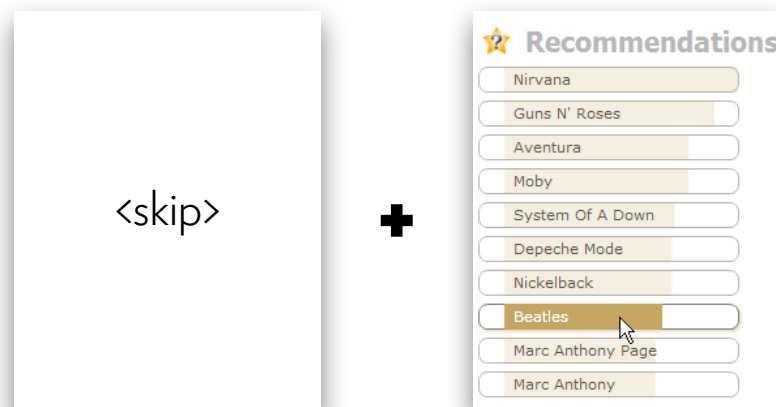 <skip>
+
Recommendations
Nirvana
Guns N' Roses
Aventura
Moby
System Of A Down
Depeche Mode
Nickelback
Beatles
Marc Anthony Page
Marc Anthony